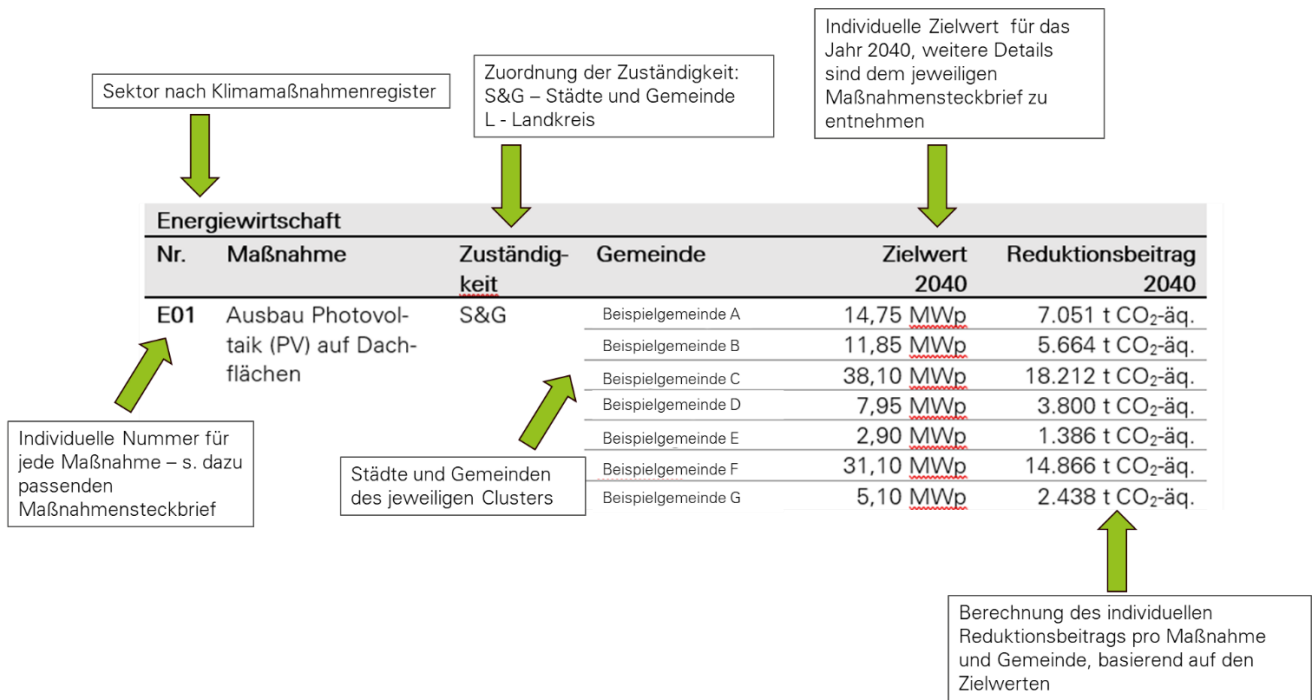 Individuelle Zielwert für das
Jahr 2040, weitere Details
sind dem jeweiligen
Maßnahmensteckbrief zu
entnehmen
Zuordnung der Zuständigkeit:
S&G – Städte und Gemeinde
L - Landkreis
Sektor nach Klimamaßnahmenregister
Energiewirtschaft
Nr. Maßnahme Zuständig- Gemeinde Zielwert Reduktionsbeitrag
keit 2040 2040
E01 Ausbau Photovol- S&G Beispielgemeinde A 14,75 MWp 7.051 t CO₂-äq.
taik (PV) auf Dach- Beispielgemeinde B 11,85 MWp 5.664 t CO₂-äq.
flächen Beispielgemeinde C 38,10 MWp 18.212 t CO₂-äq.
Beispielgemeinde D 7,95 MWp 3.800 t CO₂-äq.
Beispielgemeinde E 2,90 MWp 1.386 t CO₂-äq.
Beispielgemeinde F 31,10 MWp 14.866 t CO₂-äq.
Beispielgemeinde G 5,10 MWp 2.438 t CO₂-äq.
Individuelle Nummer für
jede Maßnahme – s. dazu
passenden
Maßnahmensteckbrief
Städte und Gemeinden
des jeweiligen Clusters
Berechnung des individuellen
Reduktionsbeitrags pro Maßnahme
und Gemeinde, basierend auf den
Zielwerten